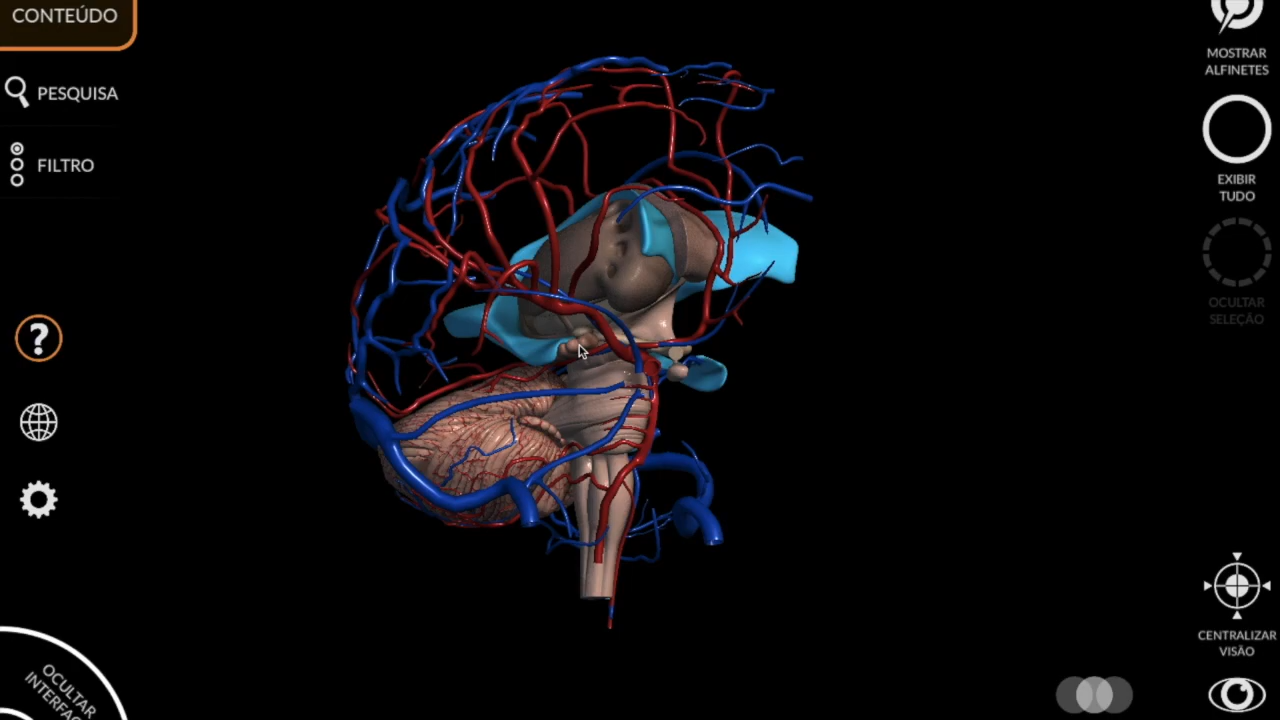 CONTEÚDO
PESQUISA
FILTRO
?
OCULTAR
MOSTRAR
ALFINETES
EXIBIR
TUDO
OCULTAR
SELEÇÃO
CENTRALIZAR
VISÃO